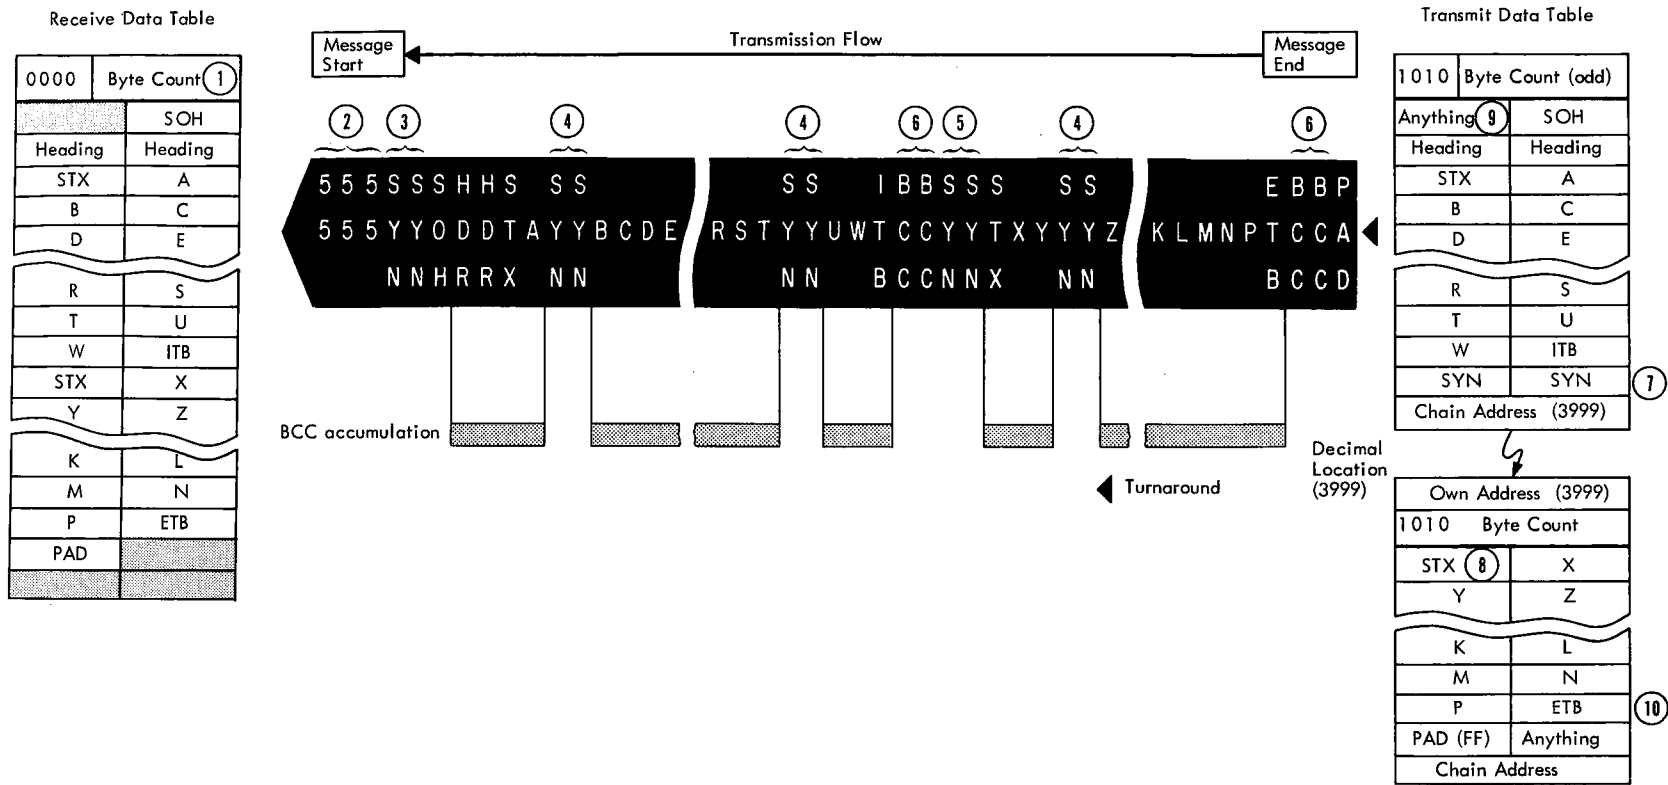 Receive Data Table
0000 Byte Count 1
SOH
Heading Heading
STX A
B C
D E
R S
T U
W ITB
STX X
Y Z
K L
M N
P ETB
PAD
Message Start
Transmission Flow
Message End
2 3 4 4 6 5 4 6
5 5 5 S S S H H S S S S S I B B S S S S S E B B P
5 5 5 Y Y O D D T A Y Y B C D E R S T Y Y U W T C C Y Y T X Y Y Y Z K L M N P T C C A
N N H R R X N N N N B C C N N X N N B C C D
BCC accumulation
Turnaround
Decimal
Location
(3999)
Transmit Data Table
1010 Byte Count (odd)
Anything 9 SOH
Heading Heading
STX A
B C
D E
R S
T U
W ITB
SYN SYN 7
Chain Address (3999)
Own Address (3999)
1010 Byte Count
STX 8 X
Y Z
K L
M N
P ETB 10
PAD (FF) Anything
Chain Address